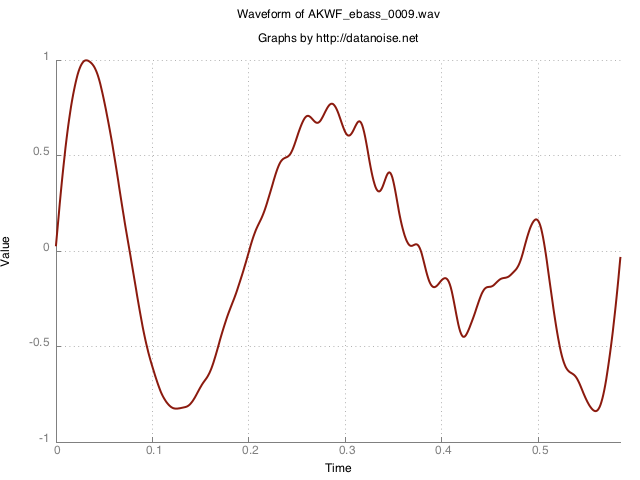 Waveform of AKWF_ebass_0009.wav
Graphs by http://datanoise.net
1
0.5
0
-0.5
-1
Value
0 0.1 0.2 0.3 0.4 0.5
Time